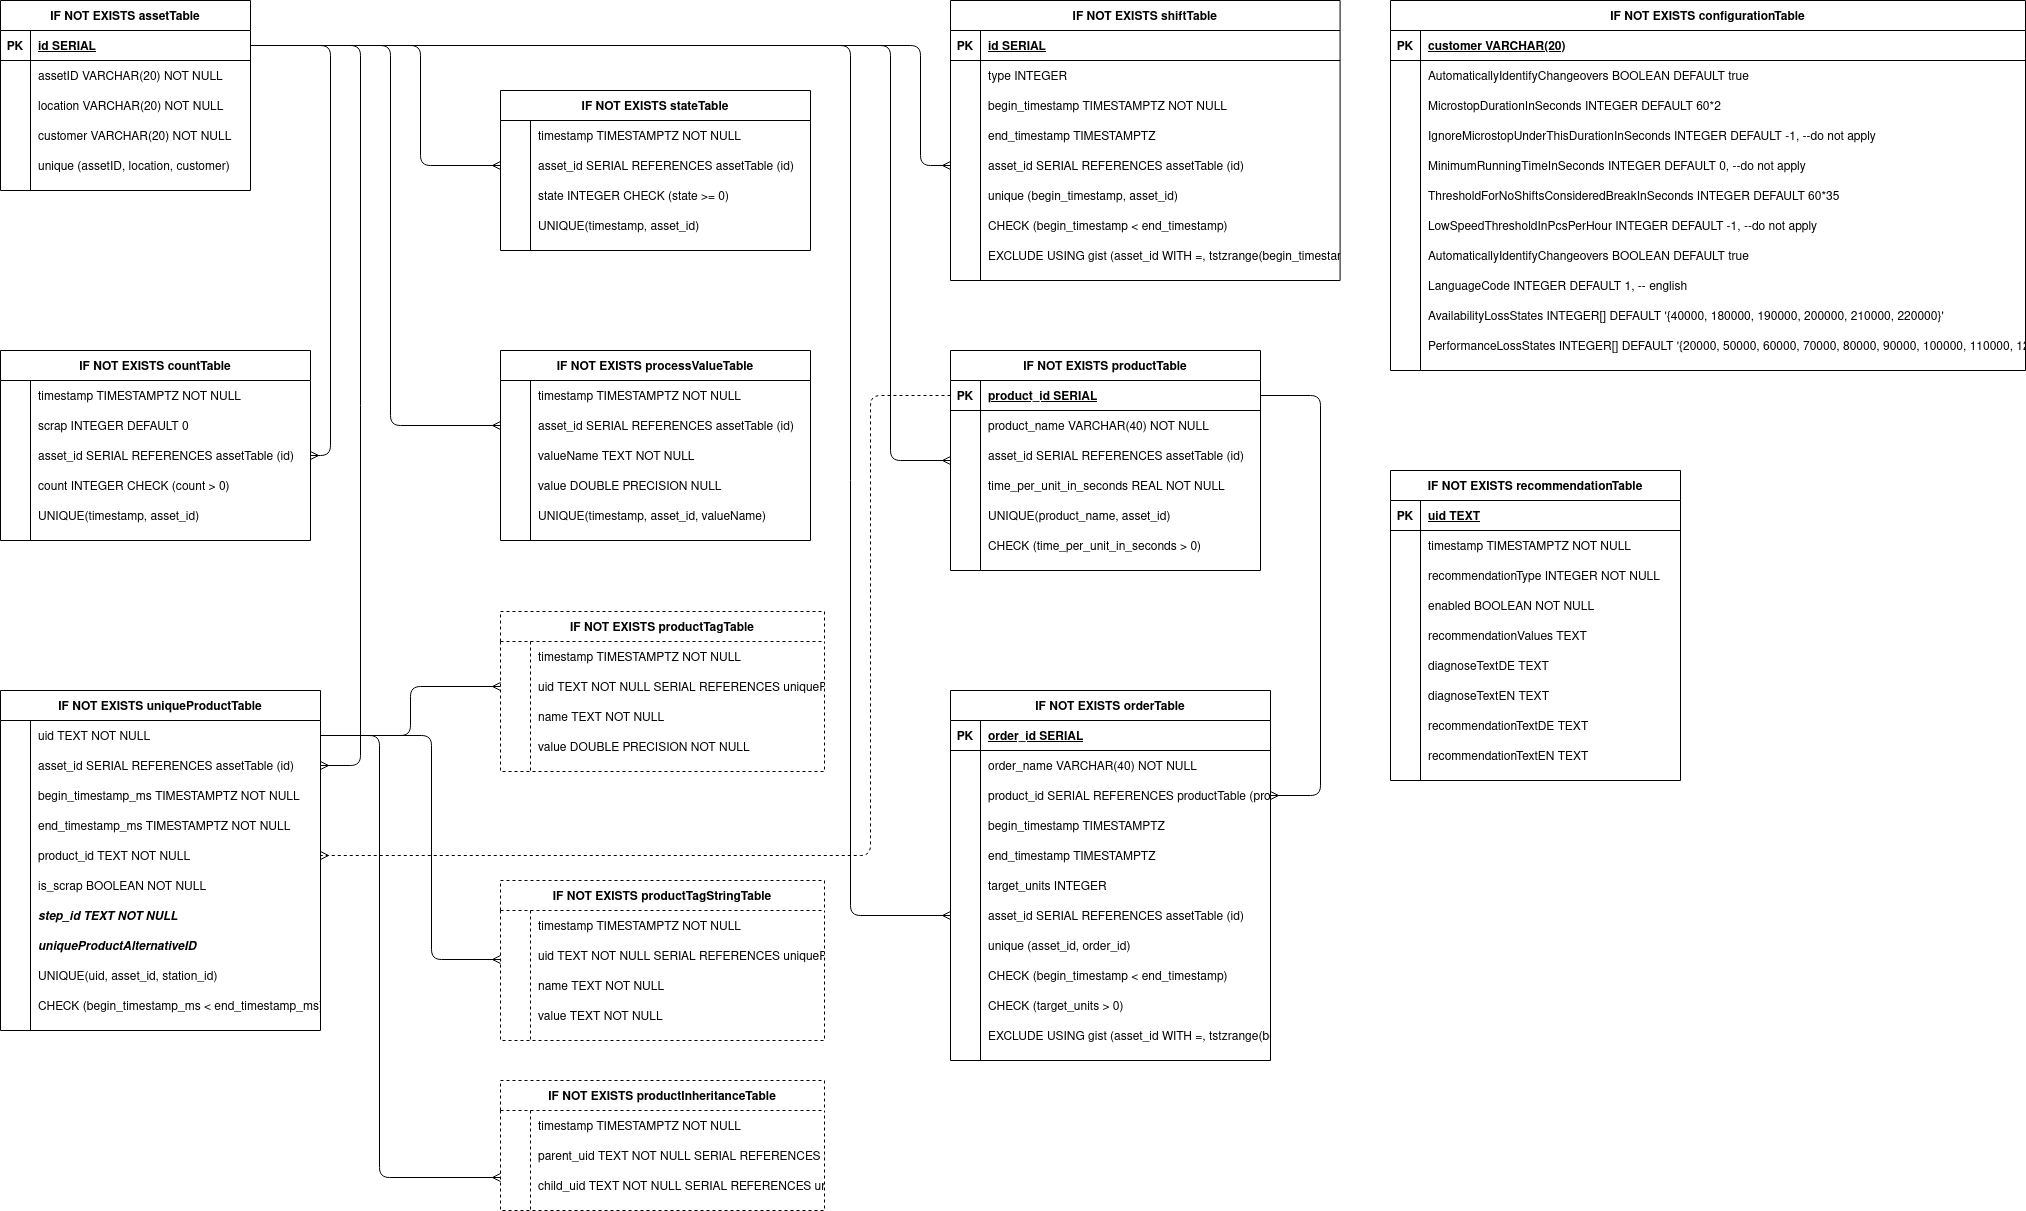 IF NOT EXISTS assetTable
PK
id SERIAL
assetID VARCHAR(20) NOT NULL
location VARCHAR(20) NOT NULL
customer VARCHAR(20) NOT NULL
unique (assetID, location, customer)
IF NOT EXISTS stateTable
timestamp TIMESTAMPTZ NOT NULL
asset_id SERIAL REFERENCES assetTable (id)
state INTEGER CHECK (state >= 0)
UNIQUE(timestamp, asset_id)
IF NOT EXISTS shiftTable
PK
id SERIAL
type INTEGER
begin_timestamp TIMESTAMPTZ NOT NULL
end_timestamp TIMESTAMPTZ
asset_id SERIAL REFERENCES assetTable (id)
unique (begin_timestamp, asset_id)
CHECK (begin_timestamp < end_timestamp)
EXCLUDE USING gist (asset_id WITH =, tstzrange(begin_timestar
IF NOT EXISTS configurationTable
PK
customer VARCHAR(20)
AutomaticallyIdentifyChangeovers BOOLEAN DEFAULT true
MicrostopDurationInSeconds INTEGER DEFAULT 60*2
IgnoreMicrostopUnderThisDurationInSeconds INTEGER DEFAULT -1, --do not apply
MinimumRunningTimeInSeconds INTEGER DEFAULT 0, --do not apply
ThresholdForNoShiftsConsideredBreakInSeconds INTEGER DEFAULT 60*35
LowSpeedThresholdInPcsPerHour INTEGER DEFAULT -1, --do not apply
AutomaticallyIdentifyChangeovers BOOLEAN DEFAULT true
LanguageCode INTEGER DEFAULT 1, -- english
AvailabilityLossStates INTEGER[] DEFAULT '{40000, 180000, 190000, 200000, 210000, 220000}'
PerformanceLossStates INTEGER[] DEFAULT '{20000, 50000, 60000, 70000, 80000, 90000, 100000, 110000, 12
IF NOT EXISTS countTable
timestamp TIMESTAMPTZ NOT NULL
scrap INTEGER DEFAULT 0
asset_id SERIAL REFERENCES assetTable (id)
count INTEGER CHECK (count > 0)
UNIQUE(timestamp, asset_id)
IF NOT EXISTS processValueTable
timestamp TIMESTAMPTZ NOT NULL
asset_id SERIAL REFERENCES assetTable (id)
valueName TEXT NOT NULL
value DOUBLE PRECISION NULL
UNIQUE(timestamp, asset_id, valueName)
IF NOT EXISTS productTable
PK
product_id SERIAL
product_name VARCHAR(40) NOT NULL
asset_id SERIAL REFERENCES assetTable (id)
time_per_unit_in_seconds REAL NOT NULL
UNIQUE(product_name, asset_id)
CHECK (time_per_unit_in_seconds > 0)
IF NOT EXISTS recommendationTable
PK
uid TEXT
timestamp TIMESTAMPTZ NOT NULL
recommendationType INTEGER NOT NULL
enabled BOOLEAN NOT NULL
recommendationValues TEXT
diagnoseTextDE TEXT
diagnoseTextEN TEXT
recommendationTextDE TEXT
recommendationTextEN TEXT
IF NOT EXISTS uniqueProductTable
uid TEXT NOT NULL
asset_id SERIAL REFERENCES assetTable (id)
begin_timestamp_ms TIMESTAMPTZ NOT NULL
end_timestamp_ms TIMESTAMPTZ NOT NULL
product_id TEXT NOT NULL
is_scrap BOOLEAN NOT NULL
step_id TEXT NOT NULL
uniqueProductAlternativeID
UNIQUE(uid, asset_id, station_id)
CHECK (begin_timestamp_ms < end_timestamp_ms)
IF NOT EXISTS productTagTable
timestamp TIMESTAMPTZ NOT NULL
uid TEXT NOT NULL SERIAL REFERENCES uniqueP
name TEXT NOT NULL
value DOUBLE PRECISION NOT NULL
IF NOT EXISTS orderTable
PK
order_id SERIAL
order_name VARCHAR(40) NOT NULL
product_id SERIAL REFERENCES productTable (pro
begin_timestamp TIMESTAMPTZ
end_timestamp TIMESTAMPTZ
target_units INTEGER
asset_id SERIAL REFERENCES assetTable (id)
unique (asset_id, order_id)
CHECK (begin_timestamp < end_timestamp)
CHECK (target_units > 0)
EXCLUDE USING gist (asset_id WITH =, tstzrange(b
IF NOT EXISTS productTagStringTable
timestamp TIMESTAMPTZ NOT NULL
uid TEXT NOT NULL SERIAL REFERENCES uniqueP
name TEXT NOT NULL
value TEXT NOT NULL
IF NOT EXISTS productInheritanceTable
timestamp TIMESTAMPTZ NOT NULL
parent_uid TEXT NOT NULL SERIAL REFERENCES
child_uid TEXT NOT NULL SERIAL REFERENCES un